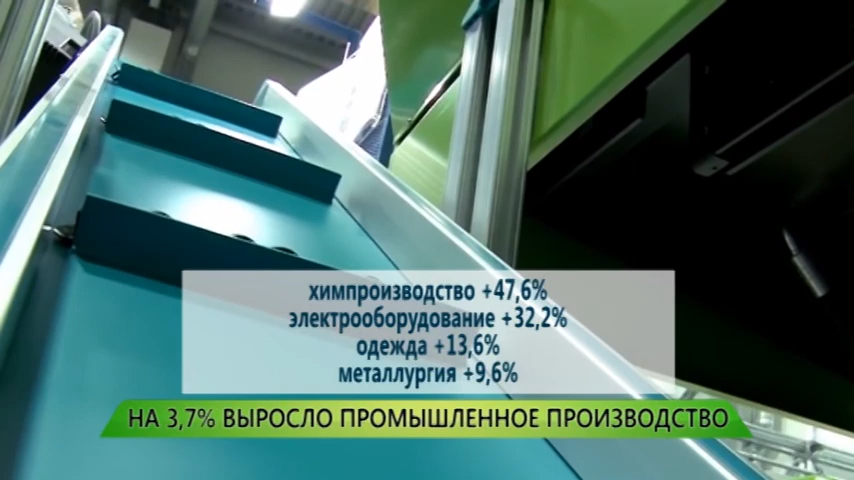 химпроизводство +47,6%
электрооборудование +32,2%
одежда +13,6%
металлургия +9,6%
НА 3,7% ВЫРОСЛО ПРОМЫШЛЕННОЕ ПРОИЗВОДСТВО